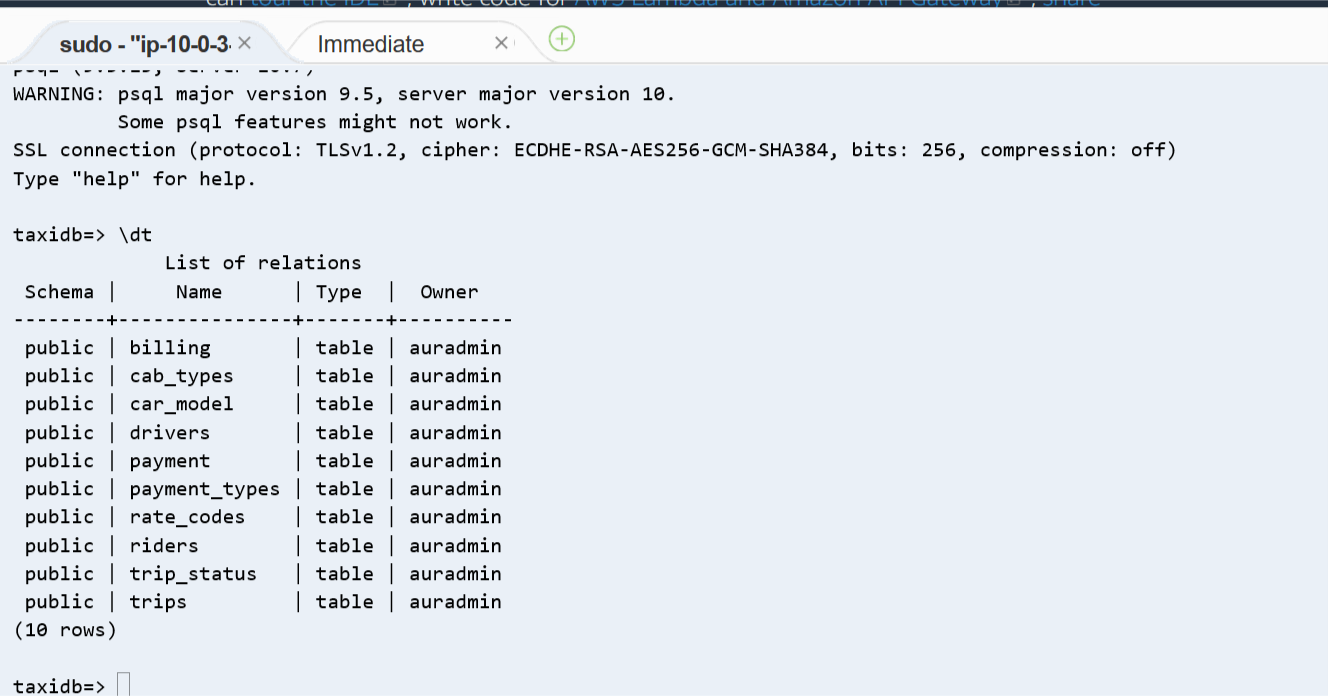 can tour the IDE , write code for AWS Lambda and Amazon API Gateway , share
sudo - "ip-10-0-3-
Immediate
WARNING: psql major version 9.5, server major version 10.
Some psql features might not work.
SSL connection (protocol: TLSv1.2, cipher: ECDHE-RSA-AES256-GCM-SHA384, bits: 256, compression: off)
Type "help" for help.
taxidb=> \dt
List of relations
Schema | Name | Type | Owner
--------+---------------+-------+----------
public | billing | table | auradmin
public | cab_types | table | auradmin
public | car_model | table | auradmin
public | drivers | table | auradmin
public | payment | table | auradmin
public | payment_types | table | auradmin
public | rate_codes | table | auradmin
public | riders | table | auradmin
public | trip_status | table | auradmin
public | trips | table | auradmin
(10 rows)
taxidb=>